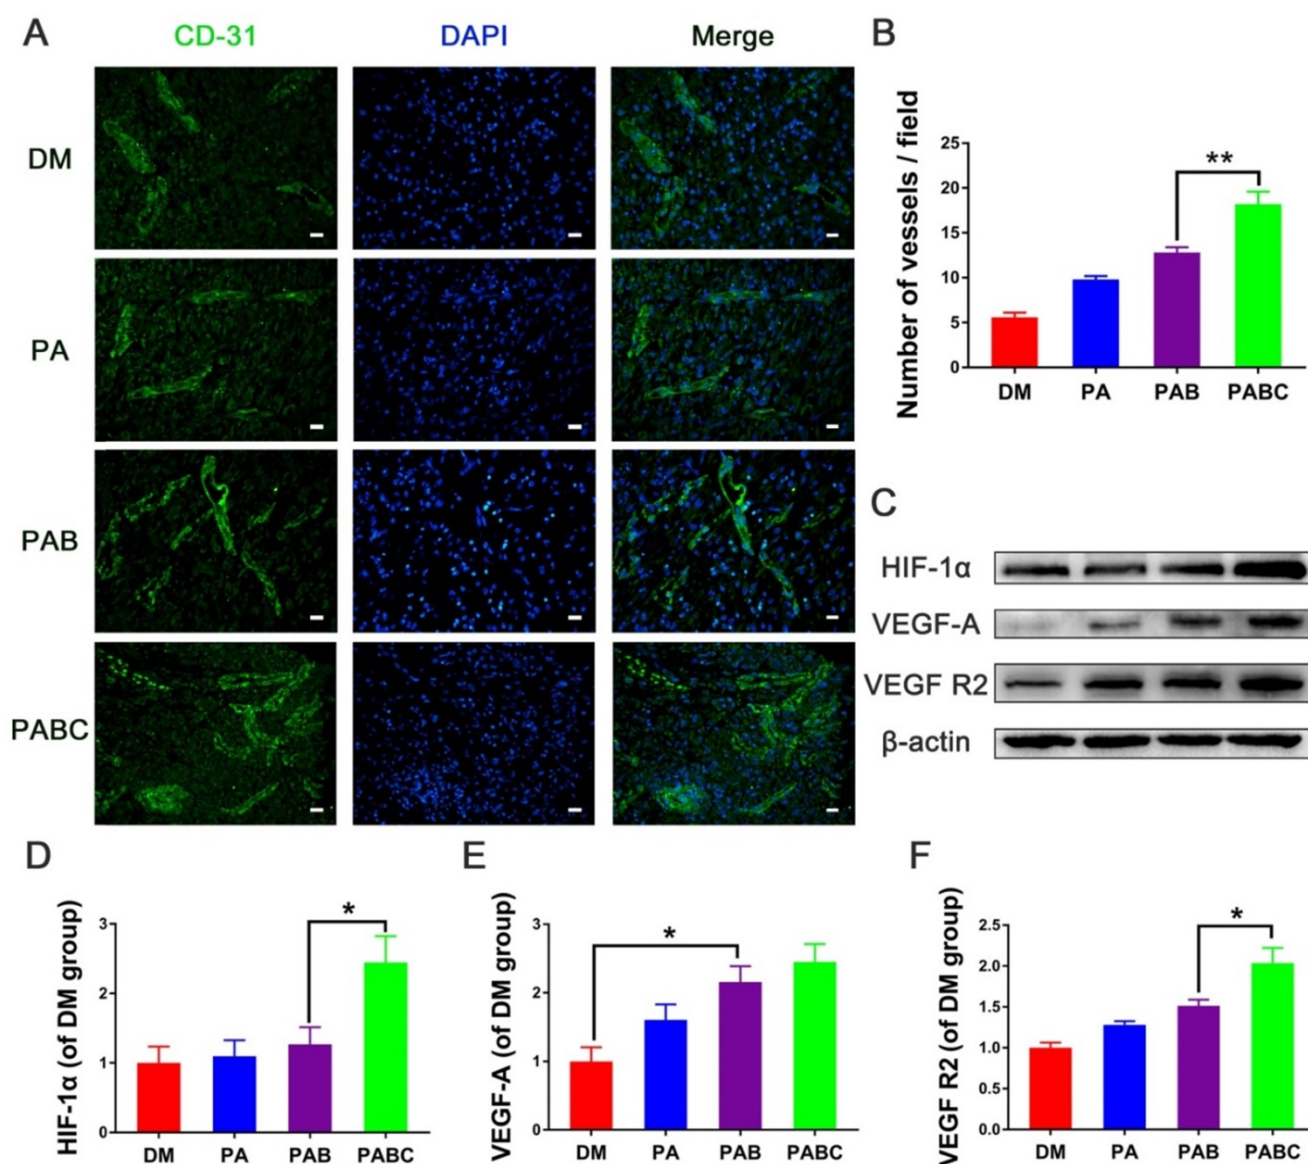 A
CD-31 DAPI Merge
DM
PA
PAB
PABC
B
Number of vessels / field
25
20
15
10
5
0
**
DM PA PAB PABC
C
HIF-1α
VEGF-A
VEGF R2
β-actin
D
HIF-1α (of DM group)
3
2
1
0
*
DM PA PAB PABC
E
VEGF-A (of DM group)
3
2
1
0
*
DM PA PAB PABC
F
VEGF R2 (of DM group)
2.5
2.0
1.5
1.0
0.5
0.0
*
DM PA PAB PABC